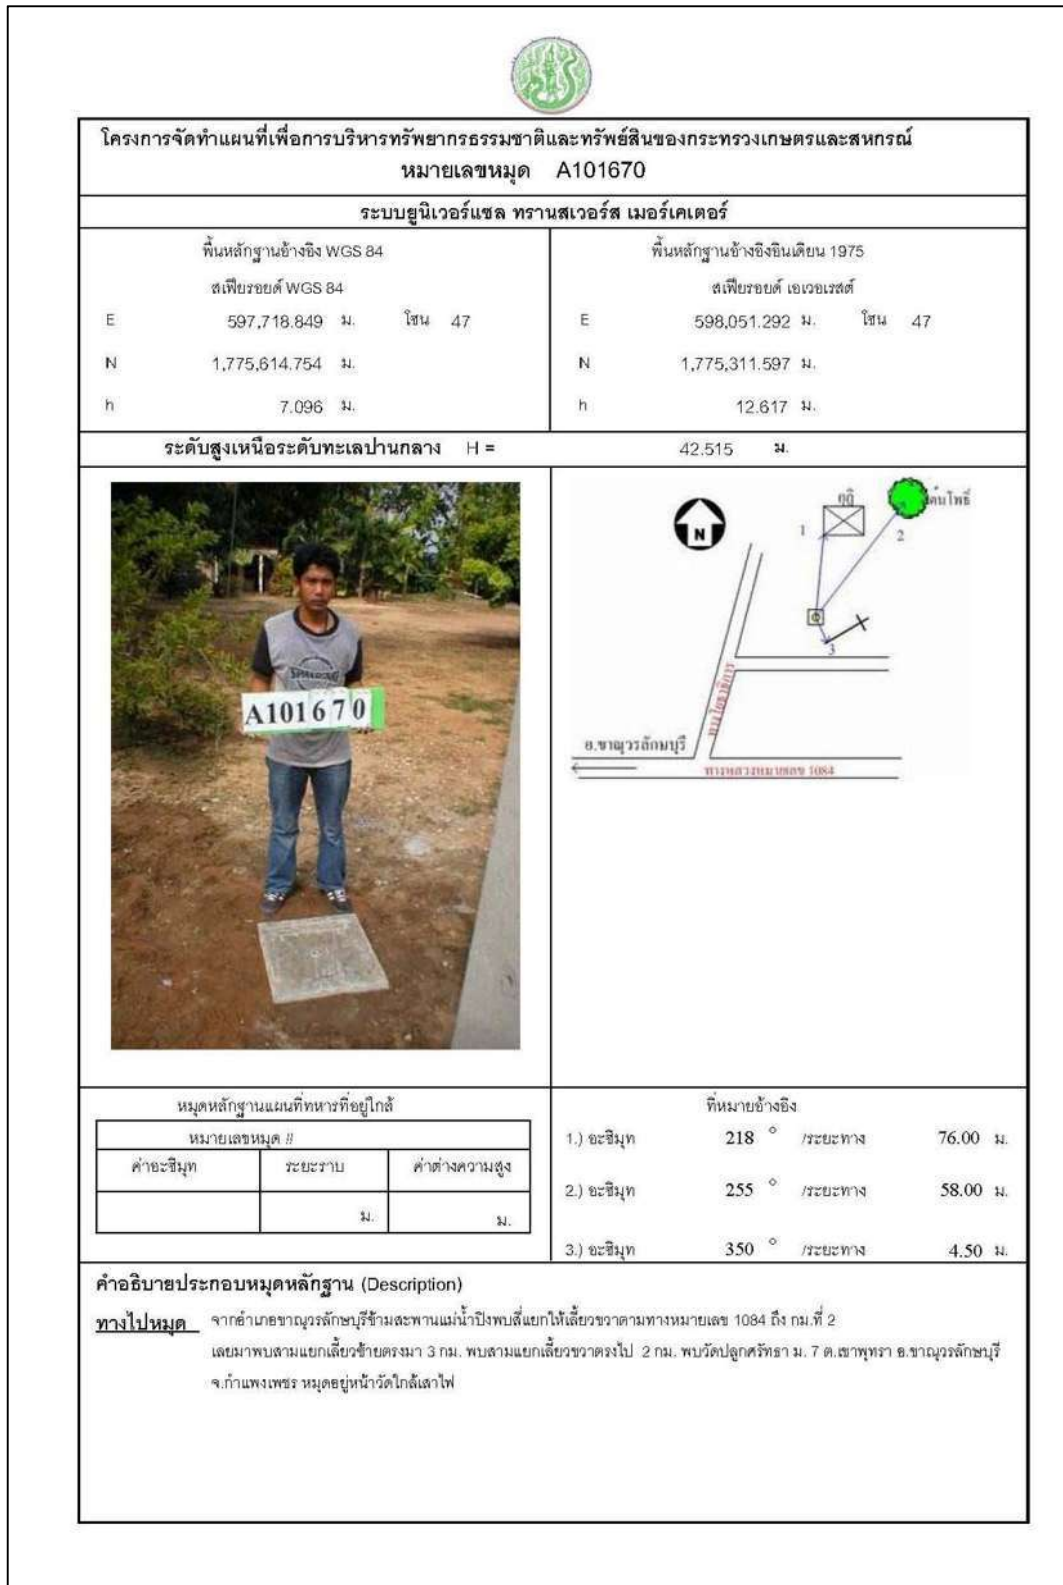 โครงการจัดทำแผนที่เพื่อการบริหารทรัพยากรธรรมชาติและทรัพย์สินของกระทรวงเกษตรและสหกรณ์
หมายเลขหมุด A101670
ระบบยูนิเวอร์แซล ทรานสเวอร์ส เมอร์เคเตอร์
พื้นหลักฐานอ้างอิง WGS 84
สเฟียรอยด์ WGS 84
E 597,718.849 ม. โซน 47
N 1,775,614.754 ม.
h 7.096 ม.
พื้นหลักฐานอ้างอิงอินเดียน 1975
สเฟียรอยด์ เอเวอเรสต์
E 598,051.292 ม. โซน 47
N 1,775,311.597 ม.
h 12.617 ม.
ระดับสูงเหนือระดับทะเลปานกลาง H = 42.515 ม.
SPALDING
A101670
กุฏิ
ต้นโพธิ์
N
1
2
3
ทางโยธาธิการ
อ.ขาณุวรลักษบุรี
ทางหลวงหมายเลข 1084
หมุดหลักฐานแผนที่ทหารที่อยู่ใกล้
หมายเลขหมุด //
ค่าอะซิมุท ระยะราบ ค่าต่างความสูง
ม. ม.
ที่หมายอ้างอิง
1.) อะซิมุท 218 ° /ระยะทาง 76.00 ม.
2.) อะซิมุท 255 ° /ระยะทาง 58.00 ม.
3.) อะซิมุท 350 ° /ระยะทาง 4.50 ม.
คำอธิบายประกอบหมุดหลักฐาน (Description)
ทางไปหมุด จากอำเภอขาณุวรลักษบุรีข้ามสะพานแม่น้ำปิงพบสี่แยกให้เลี้ยวขวาตามทางหมายเลข 1084 ถึง กม.ที่ 2
เลยมาพบสามแยกเลี้ยวซ้ายตรงมา 3 กม. พบสามแยกเลี้ยวขวาตรงไป 2 กม. พบวัดปลูกศรัทธา ม. 7 ต.เขาพุทรา อ.ขาณุวรลักษบุรี
จ.กำแพงเพชร หมุดอยู่หน้าวัดใกล้เสาไฟ